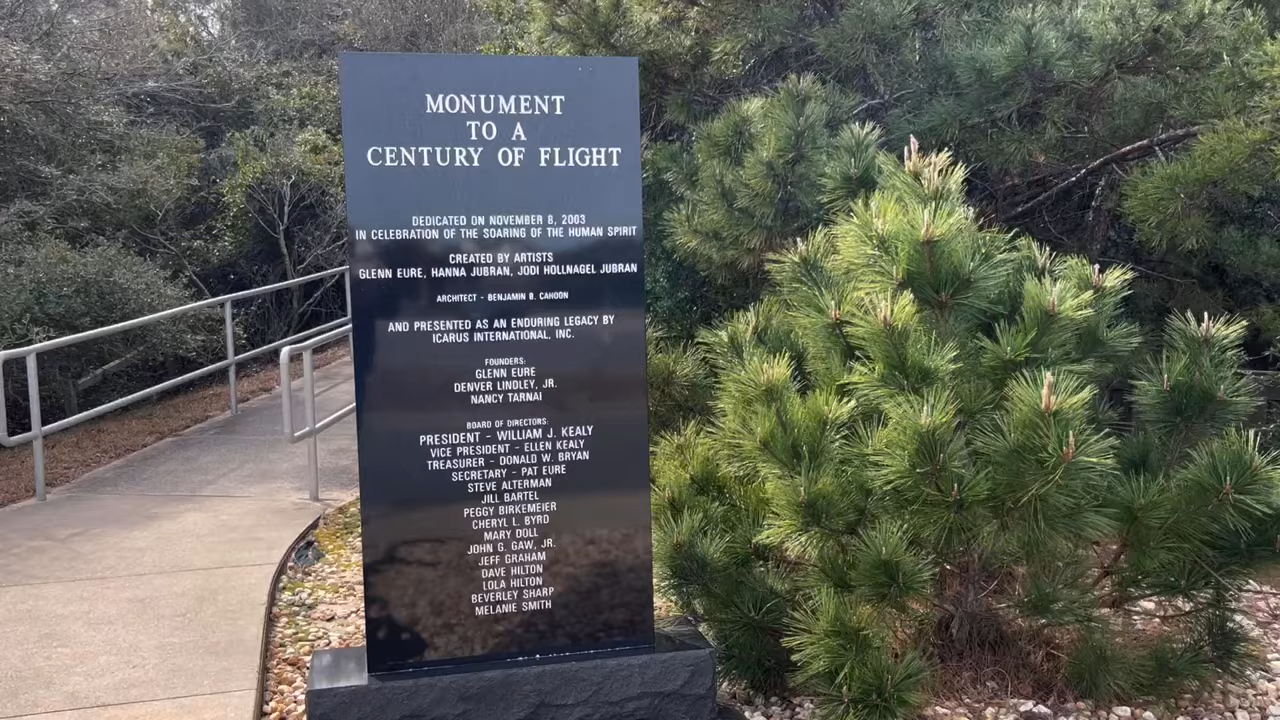 MONUMENT
TO A
CENTURY OF FLIGHT
DEDICATED ON NOVEMBER 8, 2003
IN CELEBRATION OF THE SOARING OF THE HUMAN SPIRIT
CREATED BY ARTISTS
GLENN EURE, HANNA JUBRAN, JODI HOLLNAGEL JUBRAN
ARCHITECT - BENJAMIN B. CAHOON
AND PRESENTED AS AN ENDURING LEGACY BY
ICARUS INTERNATIONAL, INC.
FOUNDERS:
GLENN EURE
DENVER LINDLEY, JR.
NANCY TARNAI
BOARD OF DIRECTORS:
PRESIDENT - WILLIAM J. KEALY
VICE PRESIDENT - ELLEN KEALY
TREASURER - DONALD W. BRYAN
SECRETARY - PAT EURE
STEVE ALTERMAN
JILL BARTEL
PEGGY BIRKEMEIER
CHERYL L. BYRD
MARY DOLL
JOHN G. GAW, JR.
JEFF GRAHAM
DAVE HILTON
LOLA HILTON
BEVERLEY SHARP
MELANIE SMITH